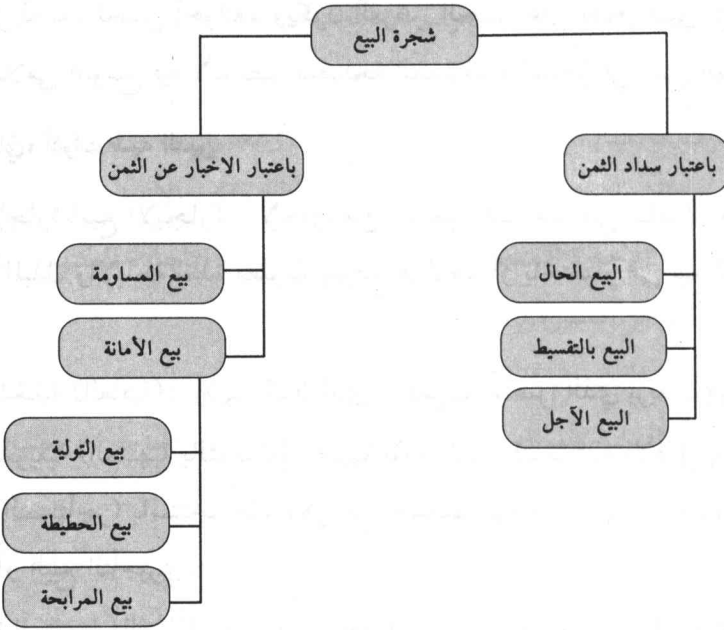 شجرة البيع
باعتبار سداد الثمن
البيع الحال
البيع بالتقسيط
البيع الآجل
باعتبار الاخبار عن الثمن
بيع المساومة
بيع الأمانة
بيع التولية
بيع الحطيطة
بيع المرابحة